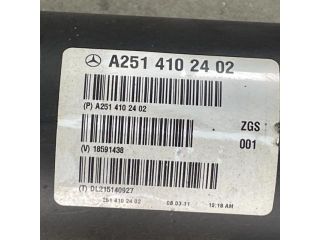 A251 410 24 02
(P) A251 410 24 02
ZGS
001
(V) 18591438
(T) DL215140927
251 410 24 02 08.03.11 10:18 AM